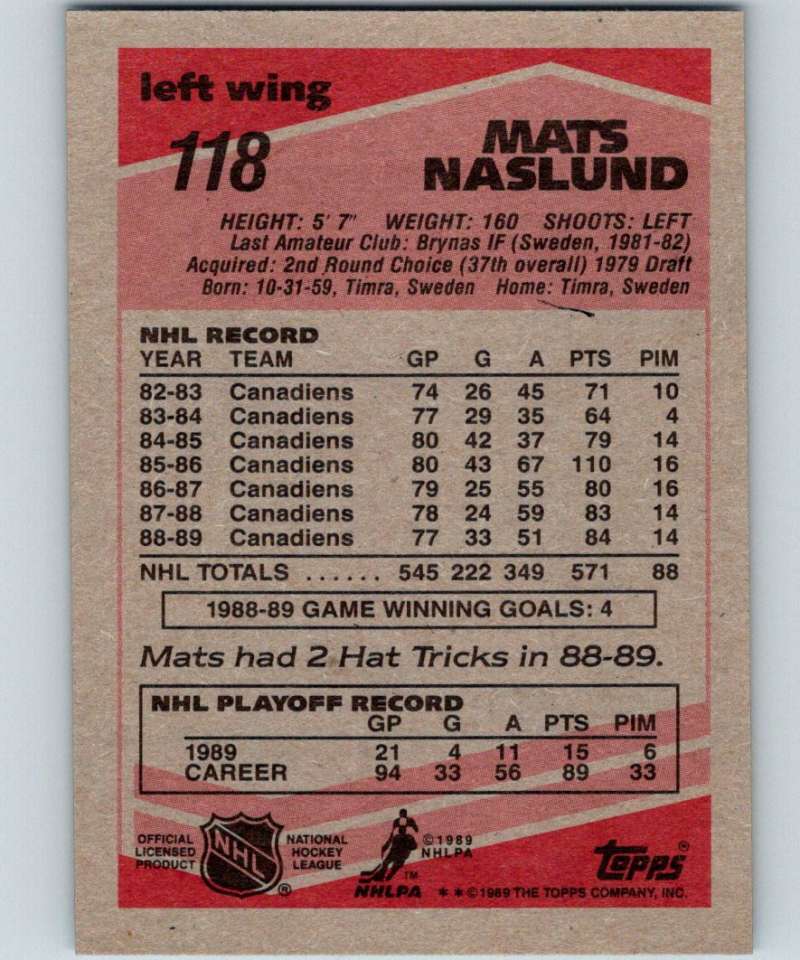 left wing
118
MATS
NASLUND
HEIGHT: 5' 7" WEIGHT: 160 SHOOTS: LEFT
Last Amateur Club: Brynas IF (Sweden, 1981-82)
Acquired: 2nd Round Choice (37th overall) 1979 Draft
Born: 10-31-59, Timra, Sweden Home: Timra, Sweden
NHL RECORD
YEAR TEAM GP G A PTS PIM
82-83 Canadiens 74 26 45 71 10
83-84 Canadiens 77 29 35 64 4
84-85 Canadiens 80 42 37 79 14
85-86 Canadiens 80 43 67 110 16
86-87 Canadiens 79 25 55 80 16
87-88 Canadiens 78 24 59 83 14
88-89 Canadiens 77 33 51 84 14
NHL TOTALS ...... 545 222 349 571 88
1988-89 GAME WINNING GOALS: 4
Mats had 2 Hat Tricks in 88-89.
NHL PLAYOFF RECORD
GP G A PTS PIM
1989 21 4 11 15 6
CAREER 94 33 56 89 33
OFFICIAL
LICENSED
PRODUCT
NHL
®
NATIONAL
HOCKEY
LEAGUE
©1989
NHLPA
TM
NHLPA
topps®
* * ©1989 THE TOPPS COMPANY, INC.